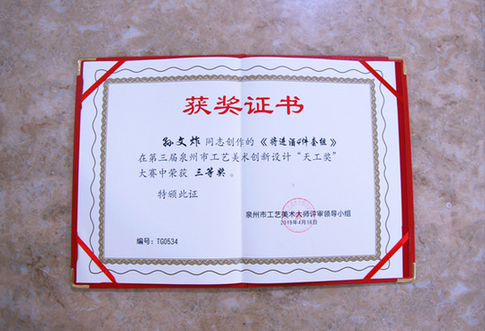 获奖证书
孙文炸 同志创作的 《将进酒4件套组》
在第三届泉州市工艺美术创新设计“天工奖”
大赛中荣获 三等奖。
特颁此证
泉州市工艺美术大师评审领导小组
2015年4月16日
编号:TG0534